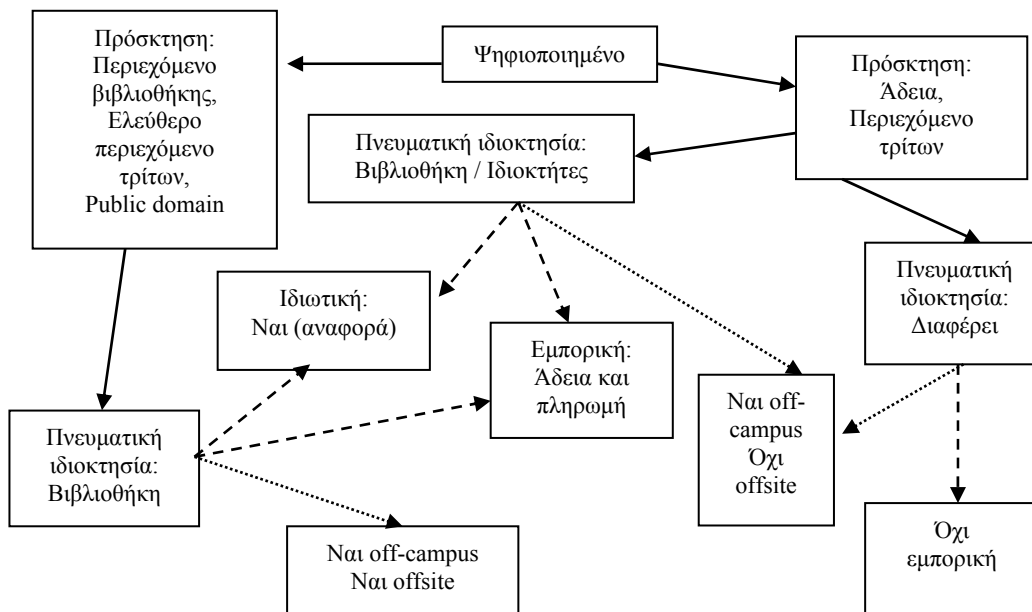 Πρόσκτηση:
Περιεχόμενο
βιβλιοθήκης,
Ελεύθερο
περιεχόμενο
τρίτων,
Public domain
Ψηφιοποιημένο
Πρόσκτηση:
Άδεια,
Περιεχόμενο
τρίτων
Πνευματική ιδιοκτησία:
Βιβλιοθήκη / Ιδιοκτήτες
Πνευματική
ιδιοκτησία:
Διαφέρει
Ιδιωτική:
Ναι (αναφορά)
Εμπορική:
Άδεια και
πληρωμή
Ναι off-
campus
Όχι
offsite
Πνευματική
ιδιοκτησία:
Βιβλιοθήκη
Ναι off-campus
Ναι offsite
Όχι
εμπορική